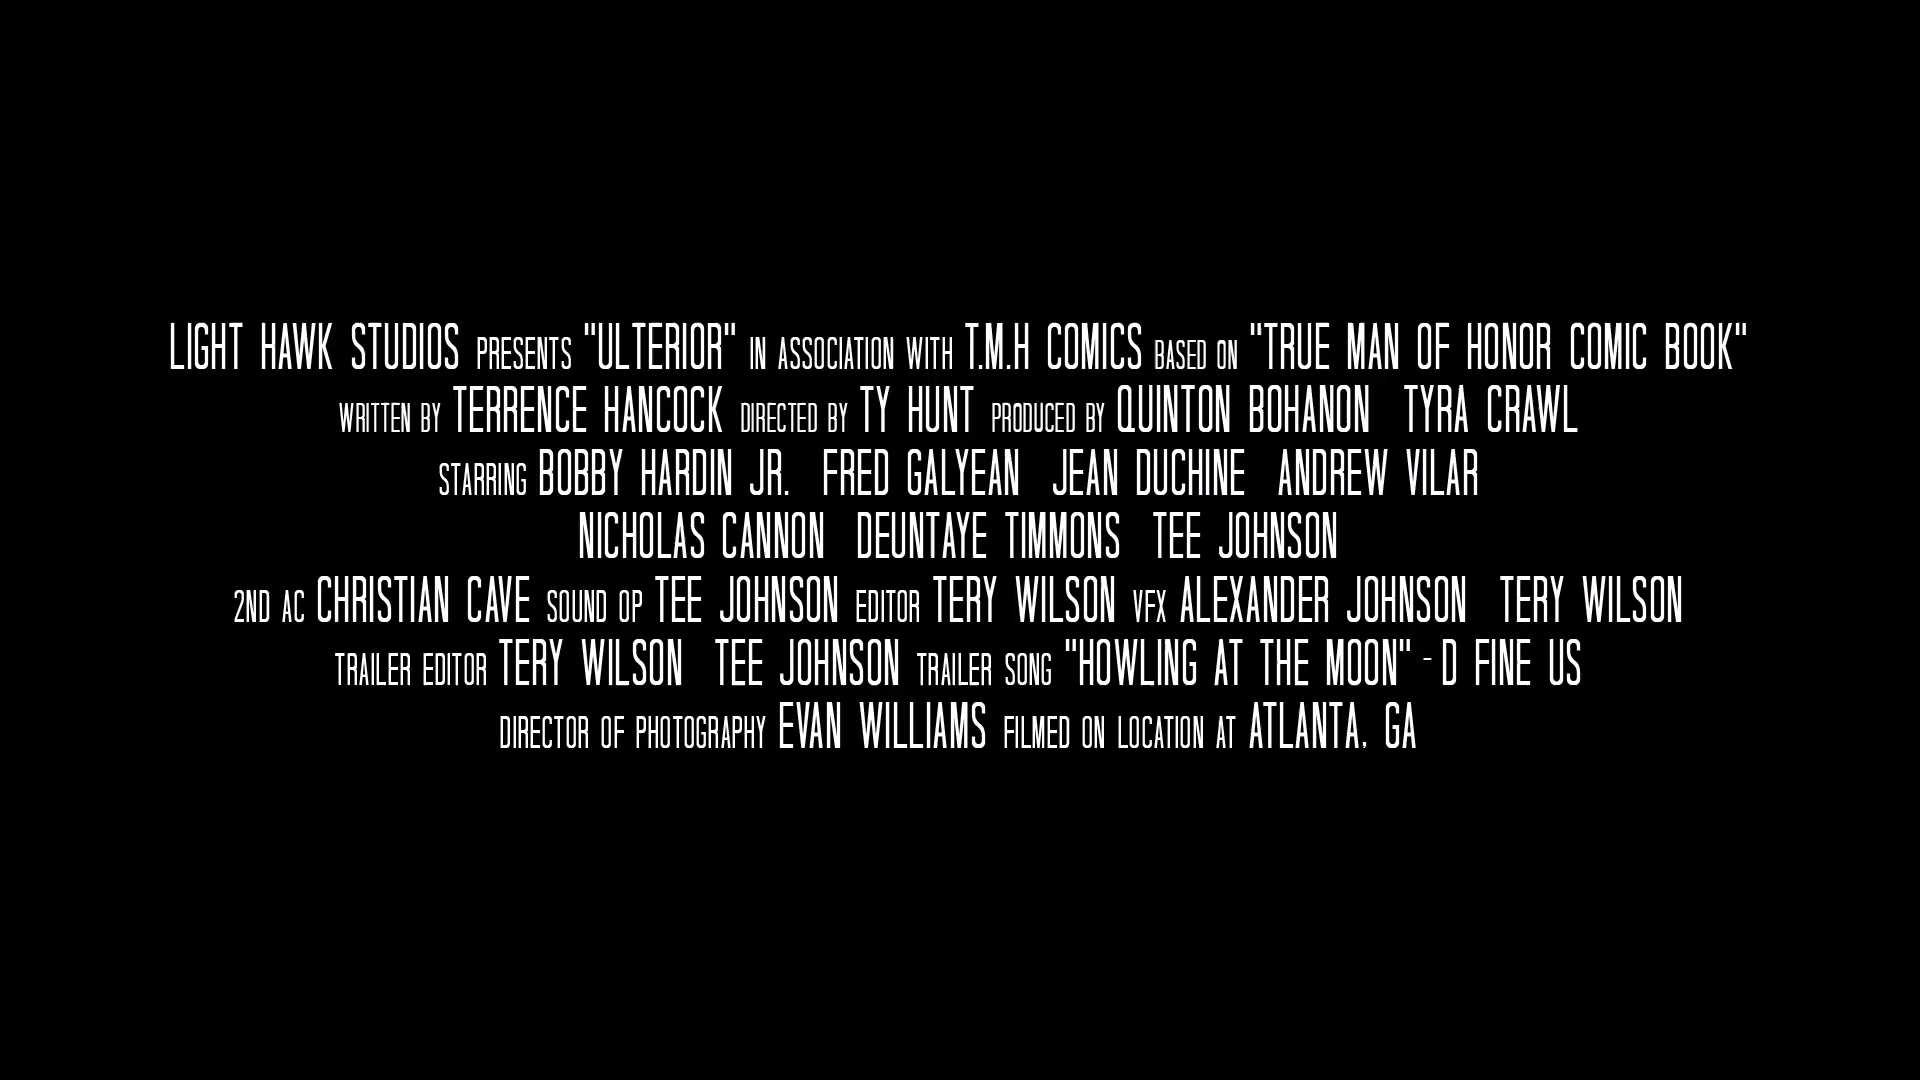 LIGHT HAWK STUDIOS PRESENTS "ULTERIOR" IN ASSOCIATION WITH T.M.H COMICS BASED ON "TRUE MAN OF HONOR COMIC BOOK"
WRITTEN BY TERRENCE HANCOCK DIRECTED BY TY HUNT PRODUCED BY QUINTON BOHANON TYRA CRAWL
STARRING BOBBY HARDIN JR. FRED GALYEAN JEAN DUCHINE ANDREW VILAR
NICHOLAS CANNON DEUNTAYE TIMMONS TEE JOHNSON
2ND AC CHRISTIAN CAVE SOUND OP TEE JOHNSON EDITOR TERY WILSON VFX ALEXANDER JOHNSON TERY WILSON
TRAILER EDITOR TERY WILSON TEE JOHNSON TRAILER SONG "HOWLING AT THE MOON" - D FINE US
DIRECTOR OF PHOTOGRAPHY EVAN WILLIAMS FILMED ON LOCATION AT ATLANTA, GA